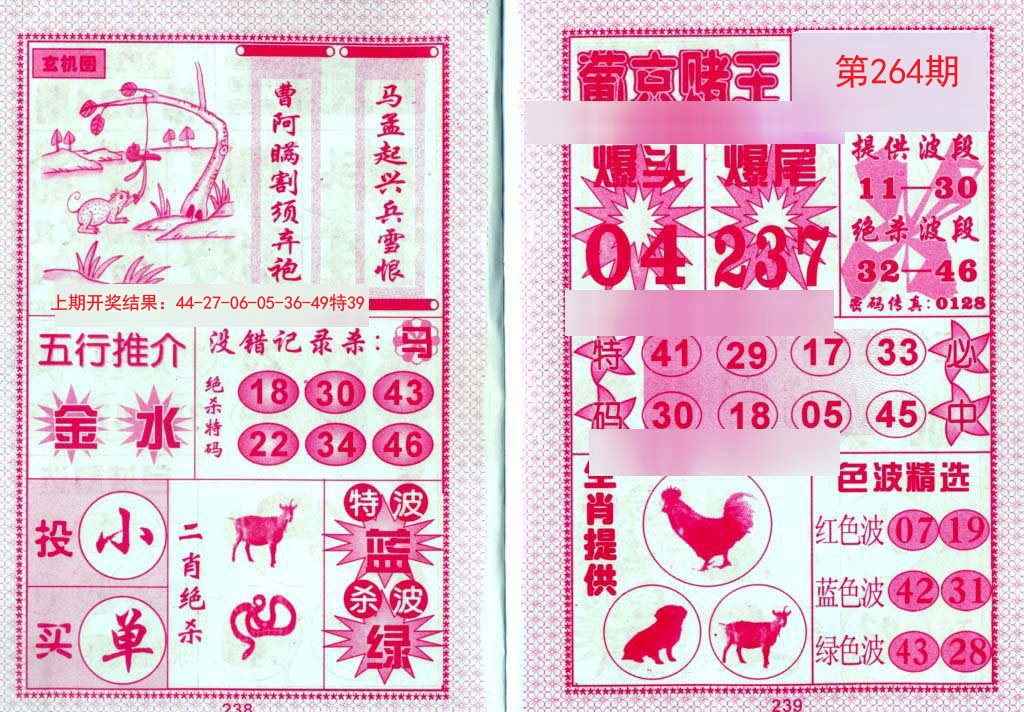 玄机图
马孟起兴兵雪恨
曹阿瞒割须弃袍
上期开奖结果：44-27-06-05-36-49特39
五行推介
金 水
没错记录杀：马
绝杀特码
18 30 43
22 34 46
投 小
买 单
二肖绝杀
特波
蓝
杀波
绿
238
葡京赌王
第264期
爆头
04
爆尾
237
提供波段
11—30
绝杀波段
32—46
密码传真:0128
特码
41 29 17 33
30 18 05 45
必中
生肖提供
色波精选
红色波 07 19
蓝色波 42 31
绿色波 43 28
239